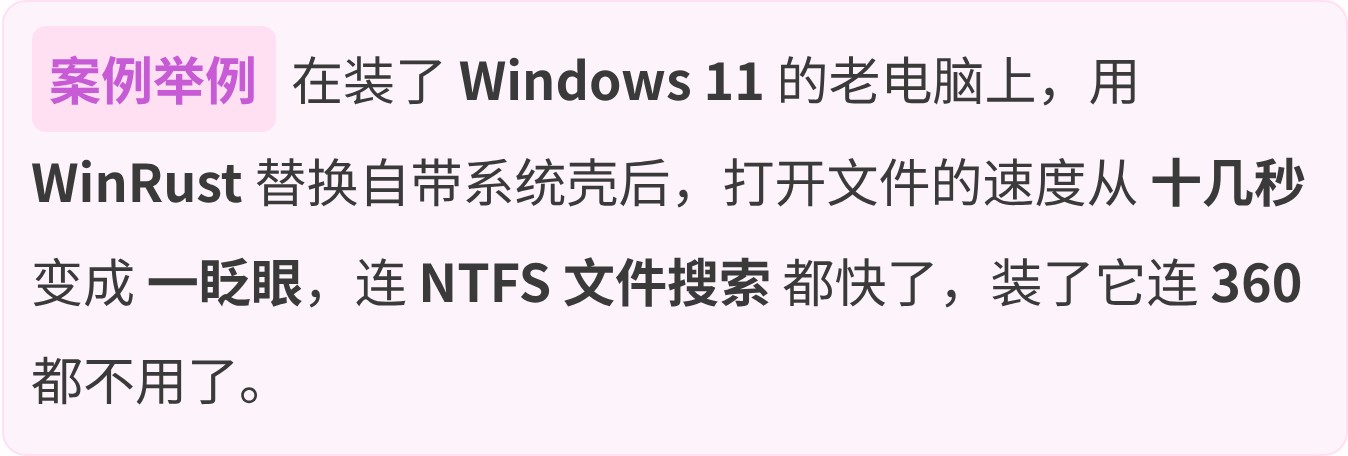 案例举例 在装了 Windows 11 的老电脑上，用
WinRust 替换自带系统壳后，打开文件的速度从 十几秒
变成 一眨眼，连 NTFS 文件搜索 都快了，装了它连 360
都不用了。